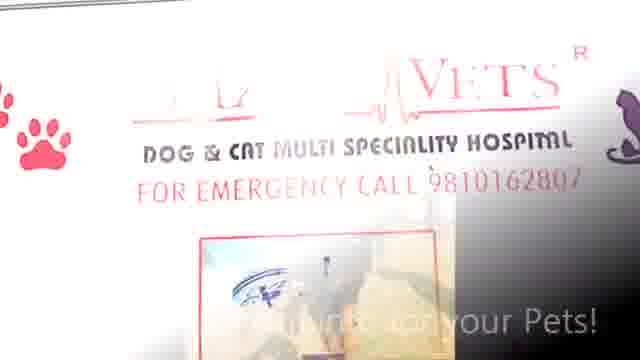 VETS®
DOG & CAT MULTI SPECIALITY HOSPITAL
FOR EMERGENCY CALL 9810162807
your Pets!